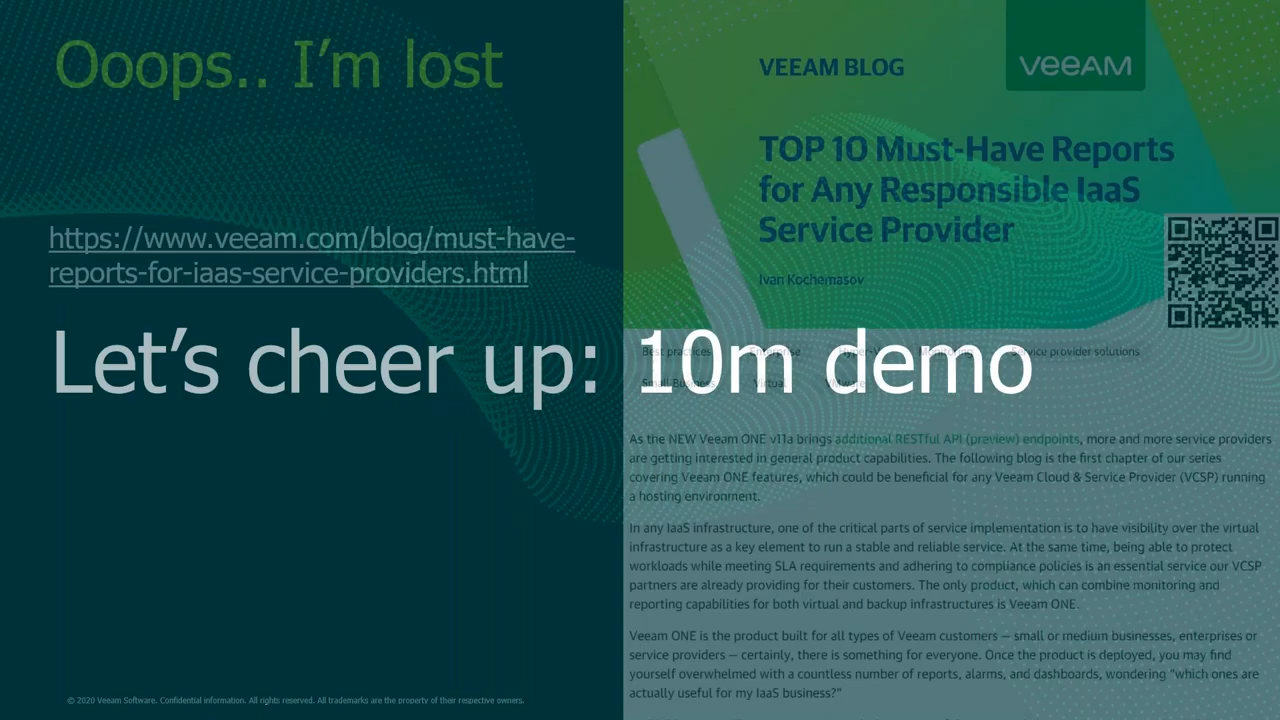 Ooops.. I'm lost
https://www.veeam.com/blog/must-have-
reports-for-iaas-service-providers.html
Let's cheer up: 10m demo
VEEAM BLOG
veeAM
TOP 10 Must-Have Reports
for Any Responsible IaaS
Service Provider
Ivan Kochemasov
Best practices Enterprise Hyper-V Monitoring Service provider solutions
Small-Business Virtual VMware
As the NEW Veeam ONE v11a brings additional RESTful API (preview) endpoints, more and more service providers
are getting interested in general product capabilities. The following blog is the first chapter of our series
covering Veeam ONE features, which could be beneficial for any Veeam Cloud & Service Provider (VCSP) running
a hosting environment.
In any IaaS infrastructure, one of the critical parts of service implementation is to have visibility over the virtual
infrastructure as a key element to run a stable and reliable service. At the same time, being able to protect
workloads while meeting SLA requirements and adhering to compliance policies is an essential service our VCSP
partners are already providing for their customers. The only product, which can combine monitoring and
reporting capabilities for both virtual and backup infrastructures is Veeam ONE.
Veeam ONE is the product built for all types of Veeam customers — small or medium businesses, enterprises or
service providers — certainly, there is something for everyone. Once the product is deployed, you may find
yourself overwhelmed with a countless number of reports, alarms, and dashboards, wondering "which ones are
actually useful for my IaaS business?"
© 2020 Veeam Software. Confidential information. All rights reserved. All trademarks are the property of their respective owners.